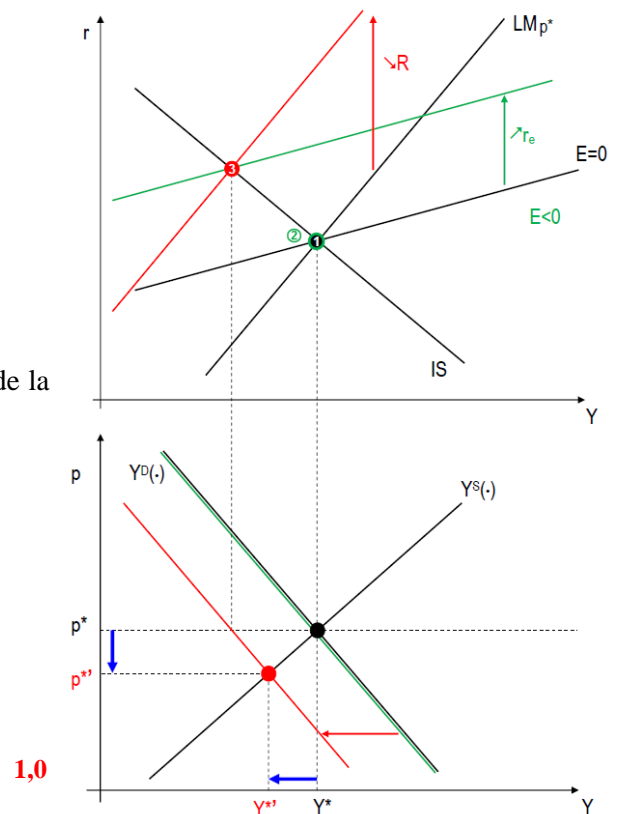 r
LMp*
↘R
↗re
E=0
3
E<0
②
1
de la
IS
Y
p
YD(·)
YS(·)
p*
p*'
1,0
Y*'
Y*
Y